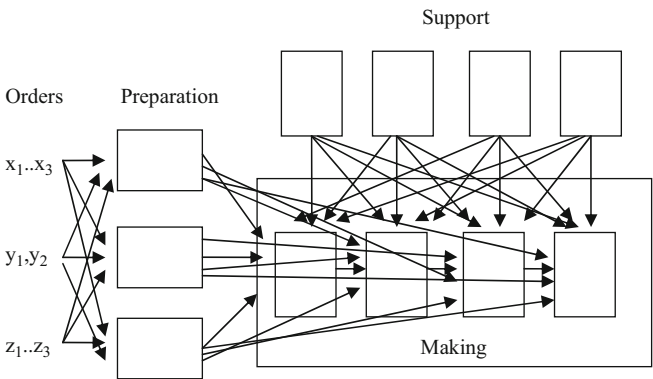 Support
Orders
Preparation
x₁..x₃
y₁,y₂
z₁..z₃
Making